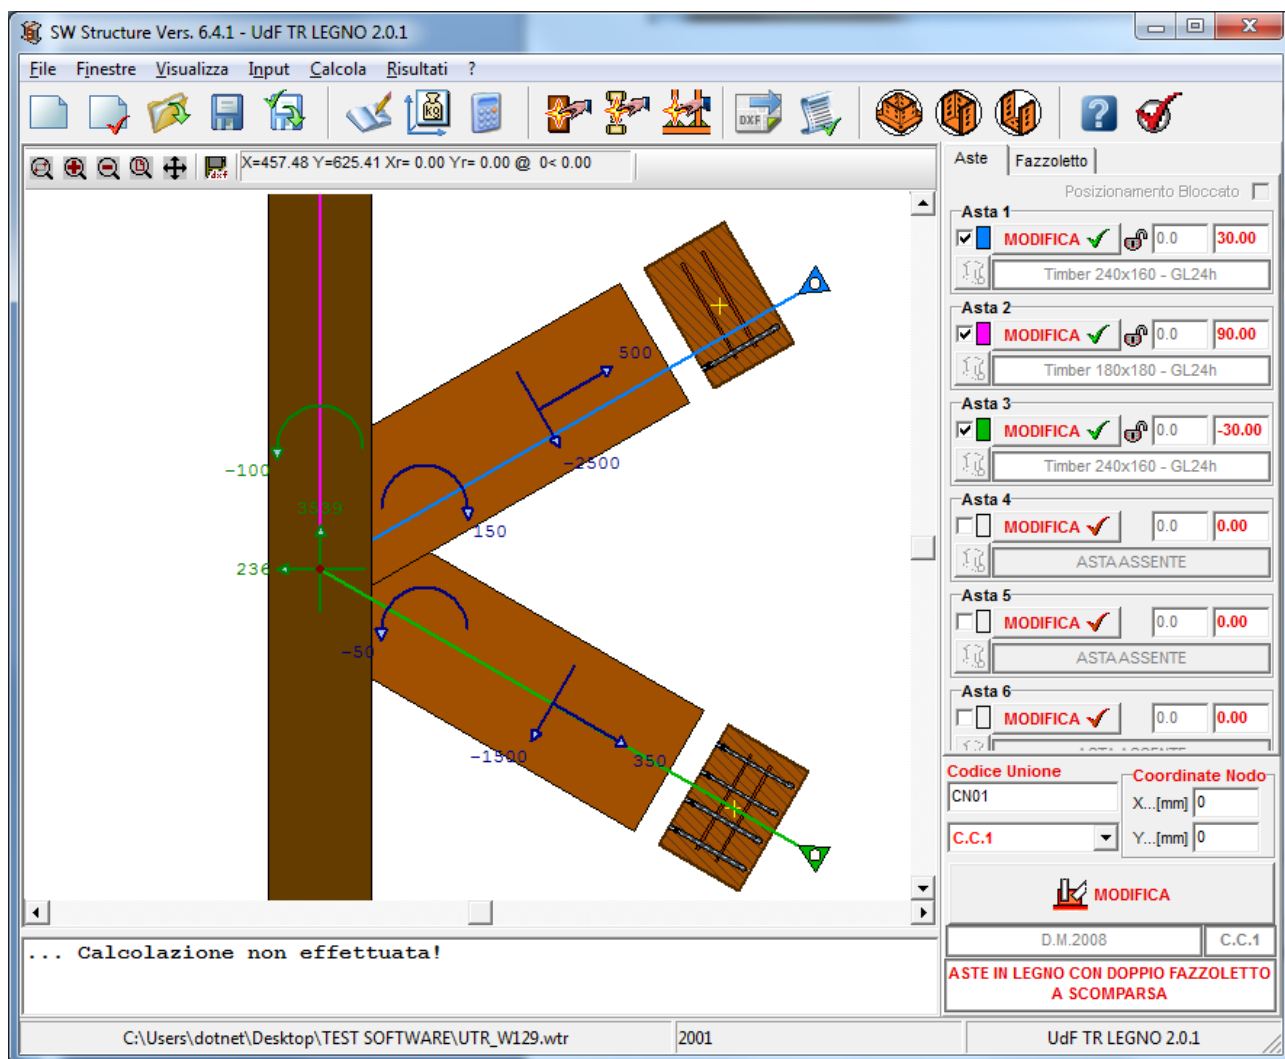 SW Structure Vers. 6.4.1 - UdF TR LEGNO 2.0.1
File Finestre Visualizza Input Calcola Risultati ?
DXF
dxf
X=457.48 Y=625.41 Xr= 0.00 Yr= 0.00 @ 0< 0.00
500
-2500
-100
3539
150
236
-50
-1500
350
Aste Fazzoletto
Posizionamento Bloccato
Asta 1
MODIFICA 0.0 30.00
Timber 240x160 - GL24h
Asta 2
MODIFICA 0.0 90.00
Timber 180x180 - GL24h
Asta 3
MODIFICA 0.0 -30.00
Timber 240x160 - GL24h
Asta 4
MODIFICA 0.0 0.00
ASTA ASSENTE
Asta 5
MODIFICA 0.0 0.00
ASTA ASSENTE
Asta 6
MODIFICA 0.0 0.00
Codice Unione
CN01
C.C.1
Coordinate Nodo
X...[mm] 0
Y...[mm] 0
MODIFICA
D.M.2008 C.C.1
ASTE IN LEGNO CON DOPPIO FAZZOLETTO
A SCOMPARSA
... Calcolazione non effettuata!
C:\Users\dotnet\Desktop\TEST SOFTWARE\UTR_W129.wtr 2001 UdF TR LEGNO 2.0.1